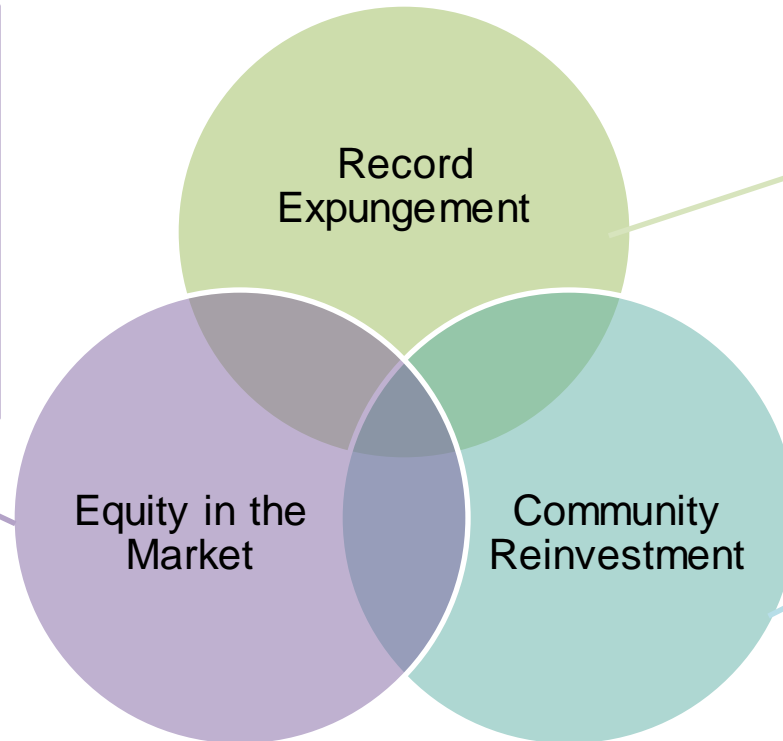 Record
Expungement
Equity in the
Market
Community
Reinvestment